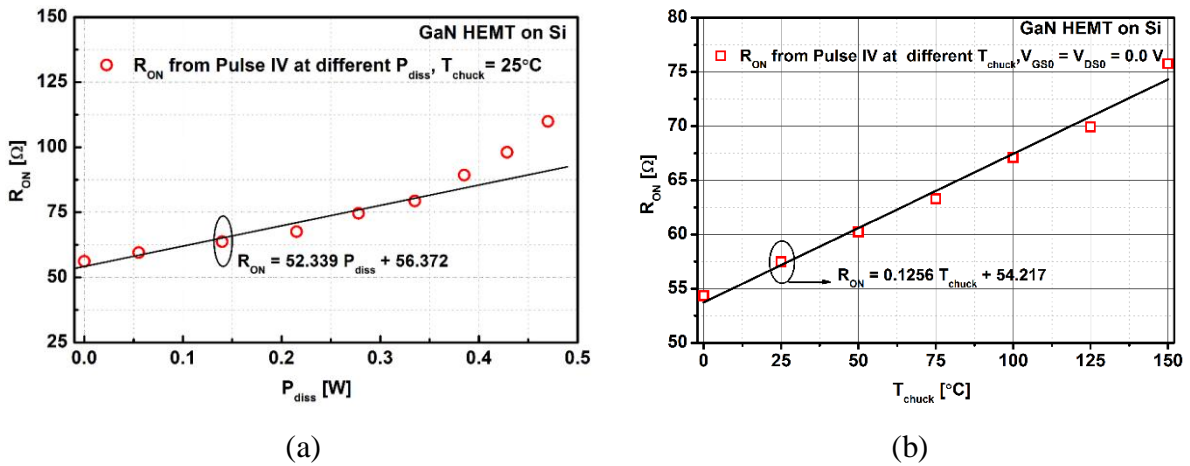 GaN HEMT on Si
R_ON from Pulse IV at different P_diss, T_chuck = 25°C
150
125
100
75
50
25
R_ON [Ω]
R_ON = 52.339 P_diss + 56.372
0.0 0.1 0.2 0.3 0.4 0.5
P_diss [W]
(a)
GaN HEMT on Si
R_ON from Pulse IV at different T_chuck, V_GS0 = V_DS0 = 0.0 V
80
75
70
65
60
55
50
R_ON [Ω]
R_ON = 0.1256 T_chuck + 54.217
0 25 50 75 100 125 150
T_chuck [°C]
(b)